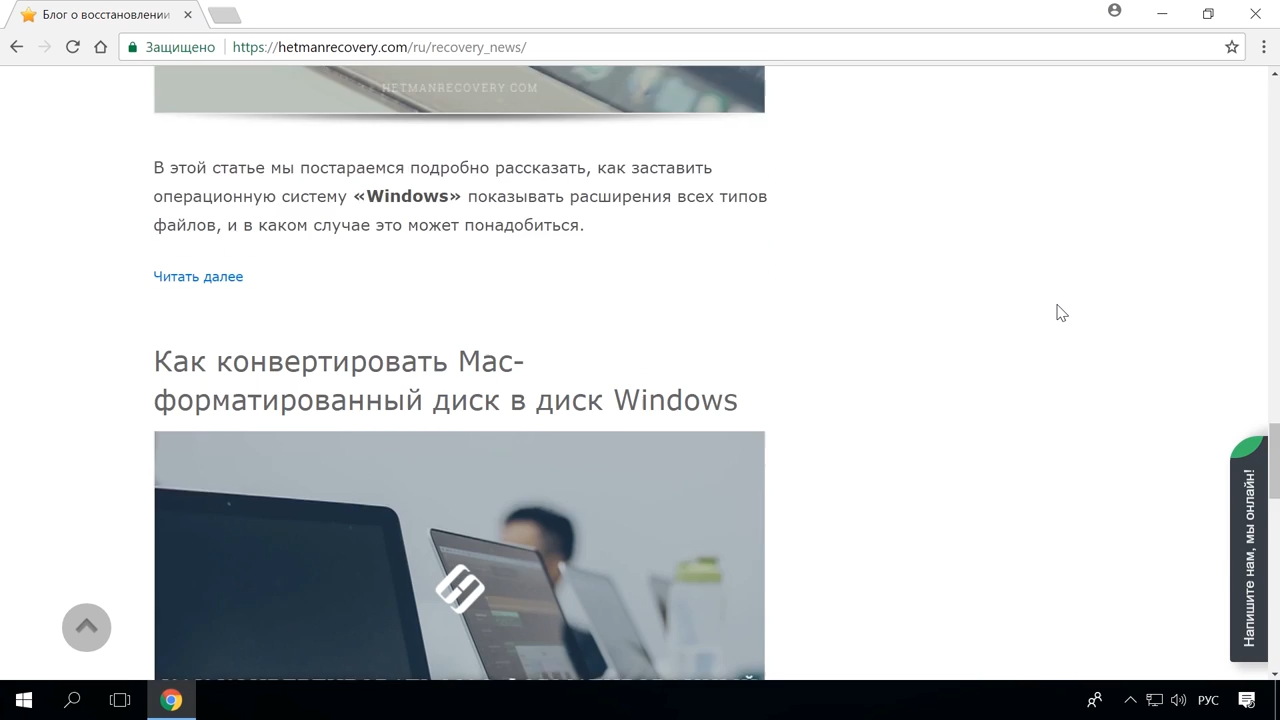 Блог о восстановлении
Защищено
https://hetmanrecovery.com/ru/recovery_news/
HETMANRECOVERY.COM
В этой статье мы постараемся подробно рассказать, как заставить
операционную систему «Windows» показывать расширения всех типов
файлов, и в каком случае это может понадобиться.
Читать далее
Как конвертировать Mac-
форматированный диск в диск Windows
Напишите нам, мы онлайн!
РУС